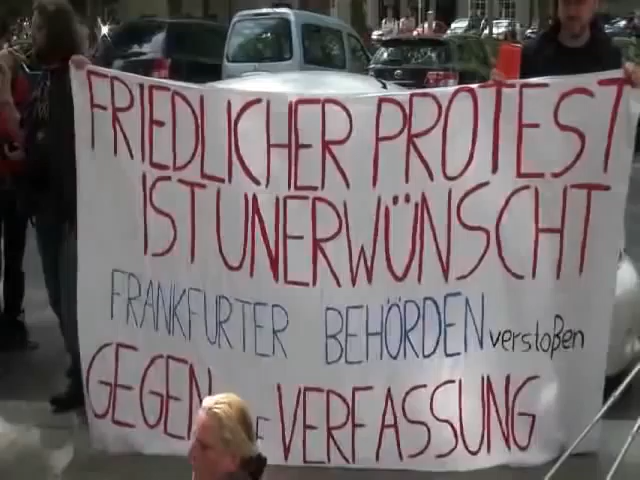 FRIEDLICHER PROTEST
IST UNERWÜNSCHT
FRANKFURTER BEHÖRDEN verstoßen
GEGEN VERFASSUNG